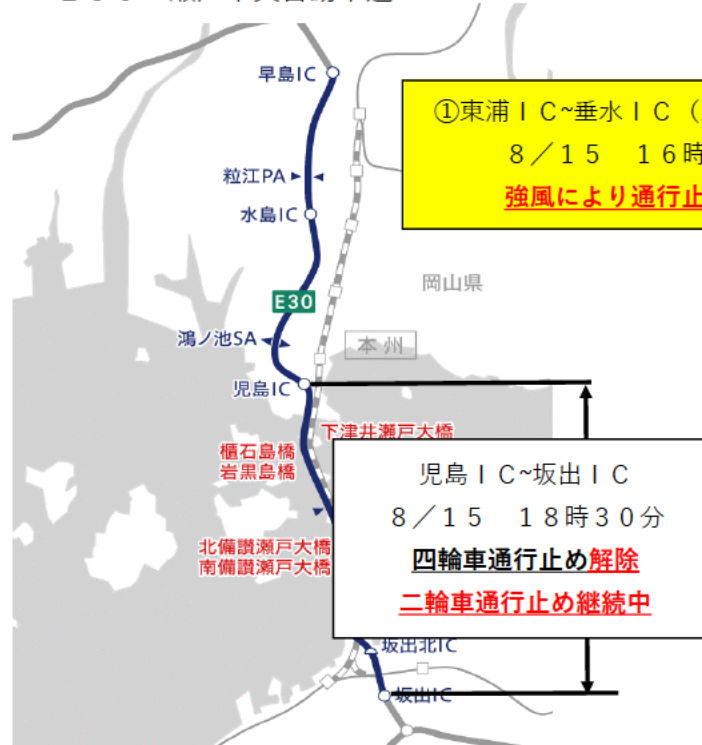 早島IC
①東浦ＩＣ~垂水ＩＣ（
8／15　16時
強風により通行止
粒江PA
水島IC
岡山県
E30
鴻ノ池SA
本州
児島IC
下津井瀬戸大橋
櫃石島橋
岩黒島橋
児島ＩＣ~坂出ＩＣ
8／15　18時30分
四輪車通行止め解除
二輪車通行止め継続中
北備讃瀬戸大橋
南備讃瀬戸大橋
坂出北IC
坂出IC